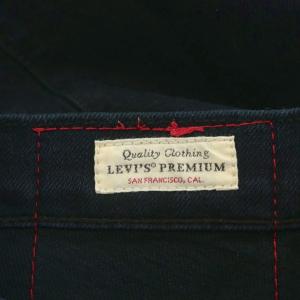 Quality Clothing
LEVI'S® PREMIUM
SAN FRANCISCO, CAL.